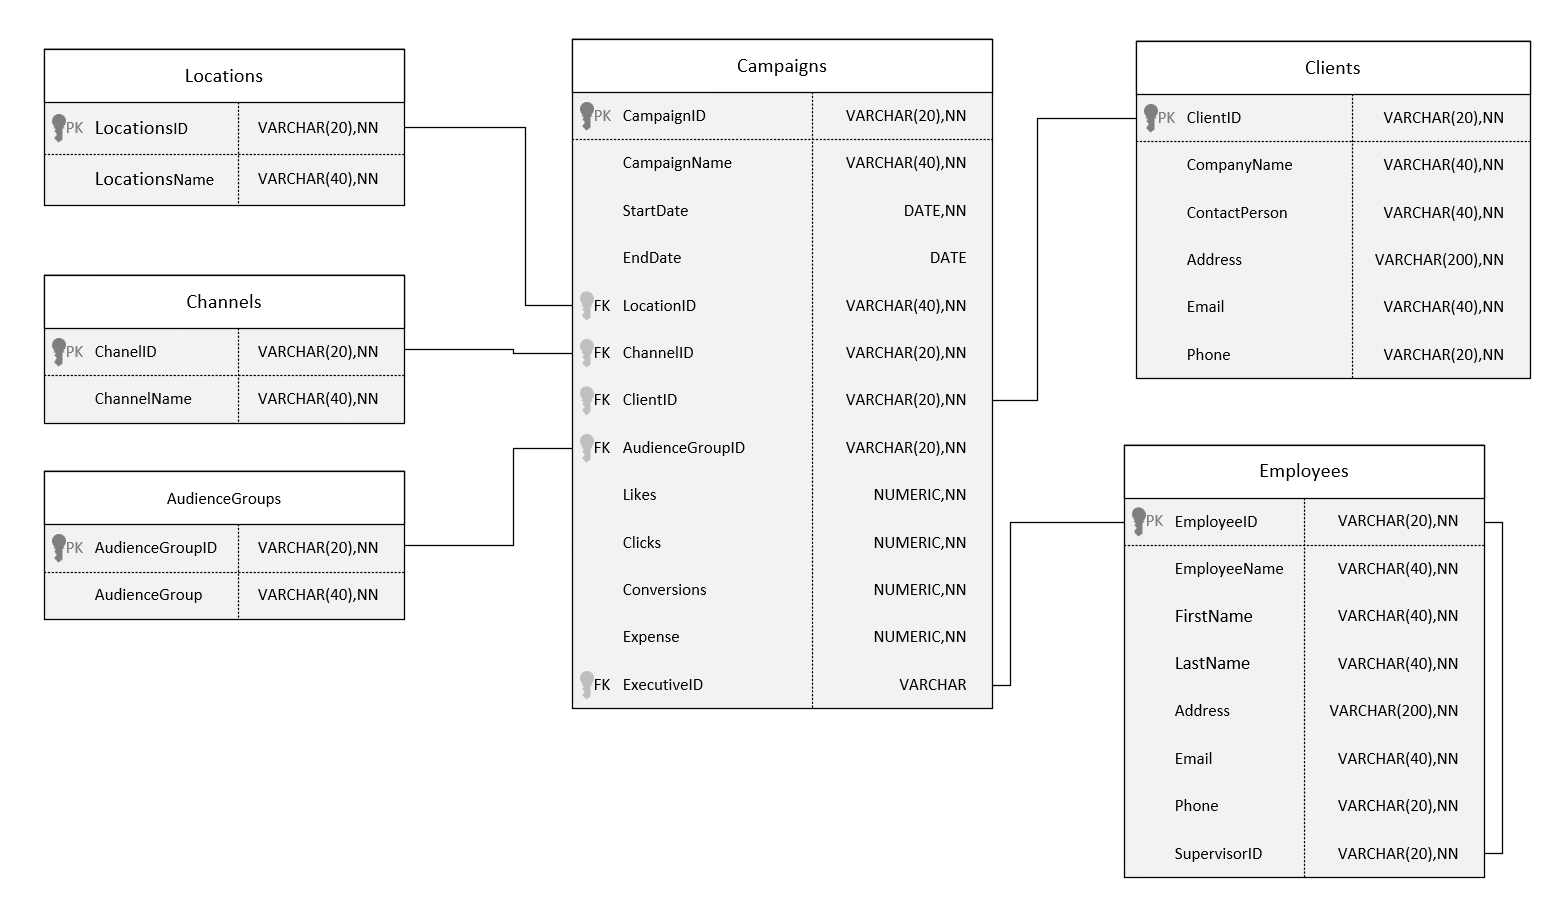 Locations
PK LocationsID VARCHAR(20),NN
LocationsName VARCHAR(40),NN
Channels
PK ChanelID VARCHAR(20),NN
ChannelName VARCHAR(40),NN
AudienceGroups
PK AudienceGroupID VARCHAR(20),NN
AudienceGroup VARCHAR(40),NN
Campaigns
PK CampaignID VARCHAR(20),NN
CampaignName VARCHAR(40),NN
StartDate DATE,NN
EndDate DATE
FK LocationID VARCHAR(40),NN
FK ChannelID VARCHAR(20),NN
FK ClientID VARCHAR(20),NN
FK AudienceGroupID VARCHAR(20),NN
Likes NUMERIC,NN
Clicks NUMERIC,NN
Conversions NUMERIC,NN
Expense NUMERIC,NN
FK ExecutiveID VARCHAR
Clients
PK ClientID VARCHAR(20),NN
CompanyName VARCHAR(40),NN
ContactPerson VARCHAR(40),NN
Address VARCHAR(200),NN
Email VARCHAR(40),NN
Phone VARCHAR(20),NN
Employees
PK EmployeeID VARCHAR(20),NN
EmployeeName VARCHAR(40),NN
FirstName VARCHAR(40),NN
LastName VARCHAR(40),NN
Address VARCHAR(200),NN
Email VARCHAR(40),NN
Phone VARCHAR(20),NN
SupervisorID VARCHAR(20),NN